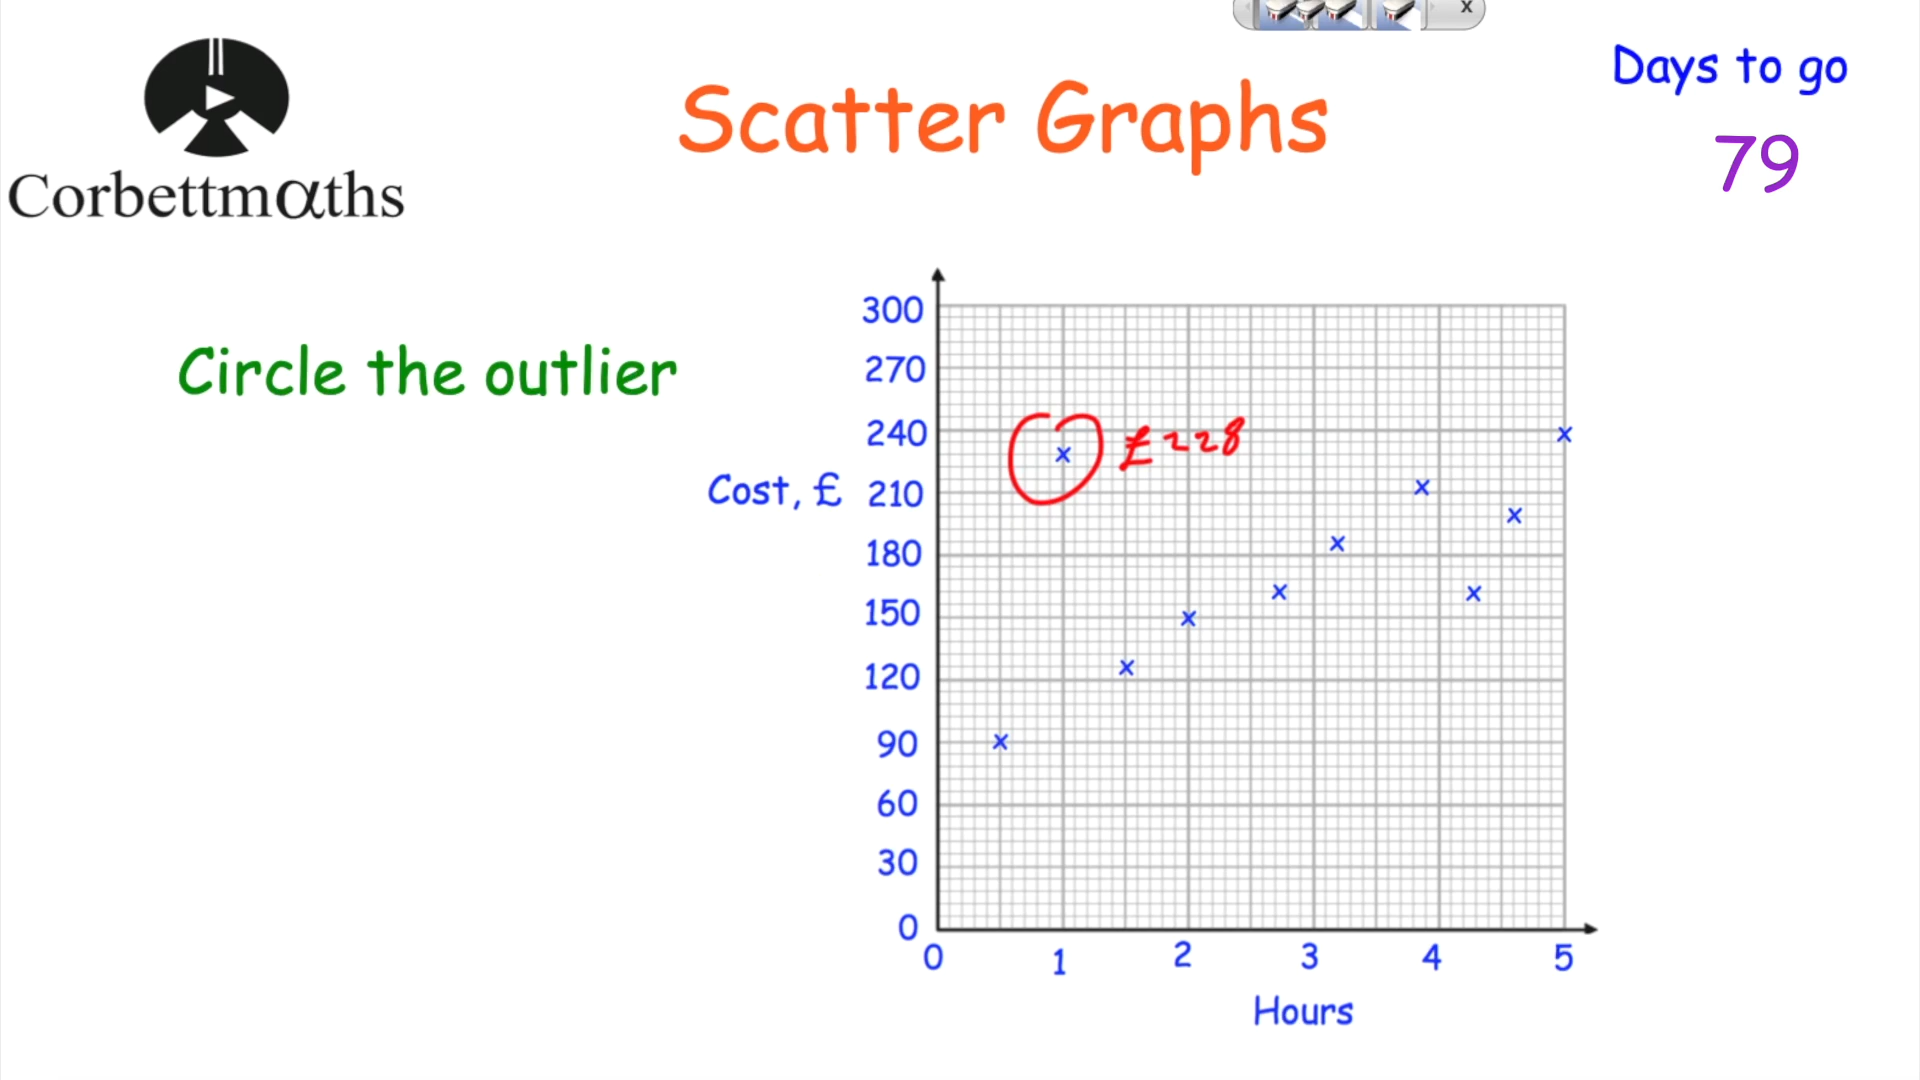 Corbettmαths
Scatter Graphs
Days to go
79
Circle the outlier
Cost, £
300
270
240
210
180
150
120
90
60
30
0
£228
0 1 2 3 4 5
Hours
x